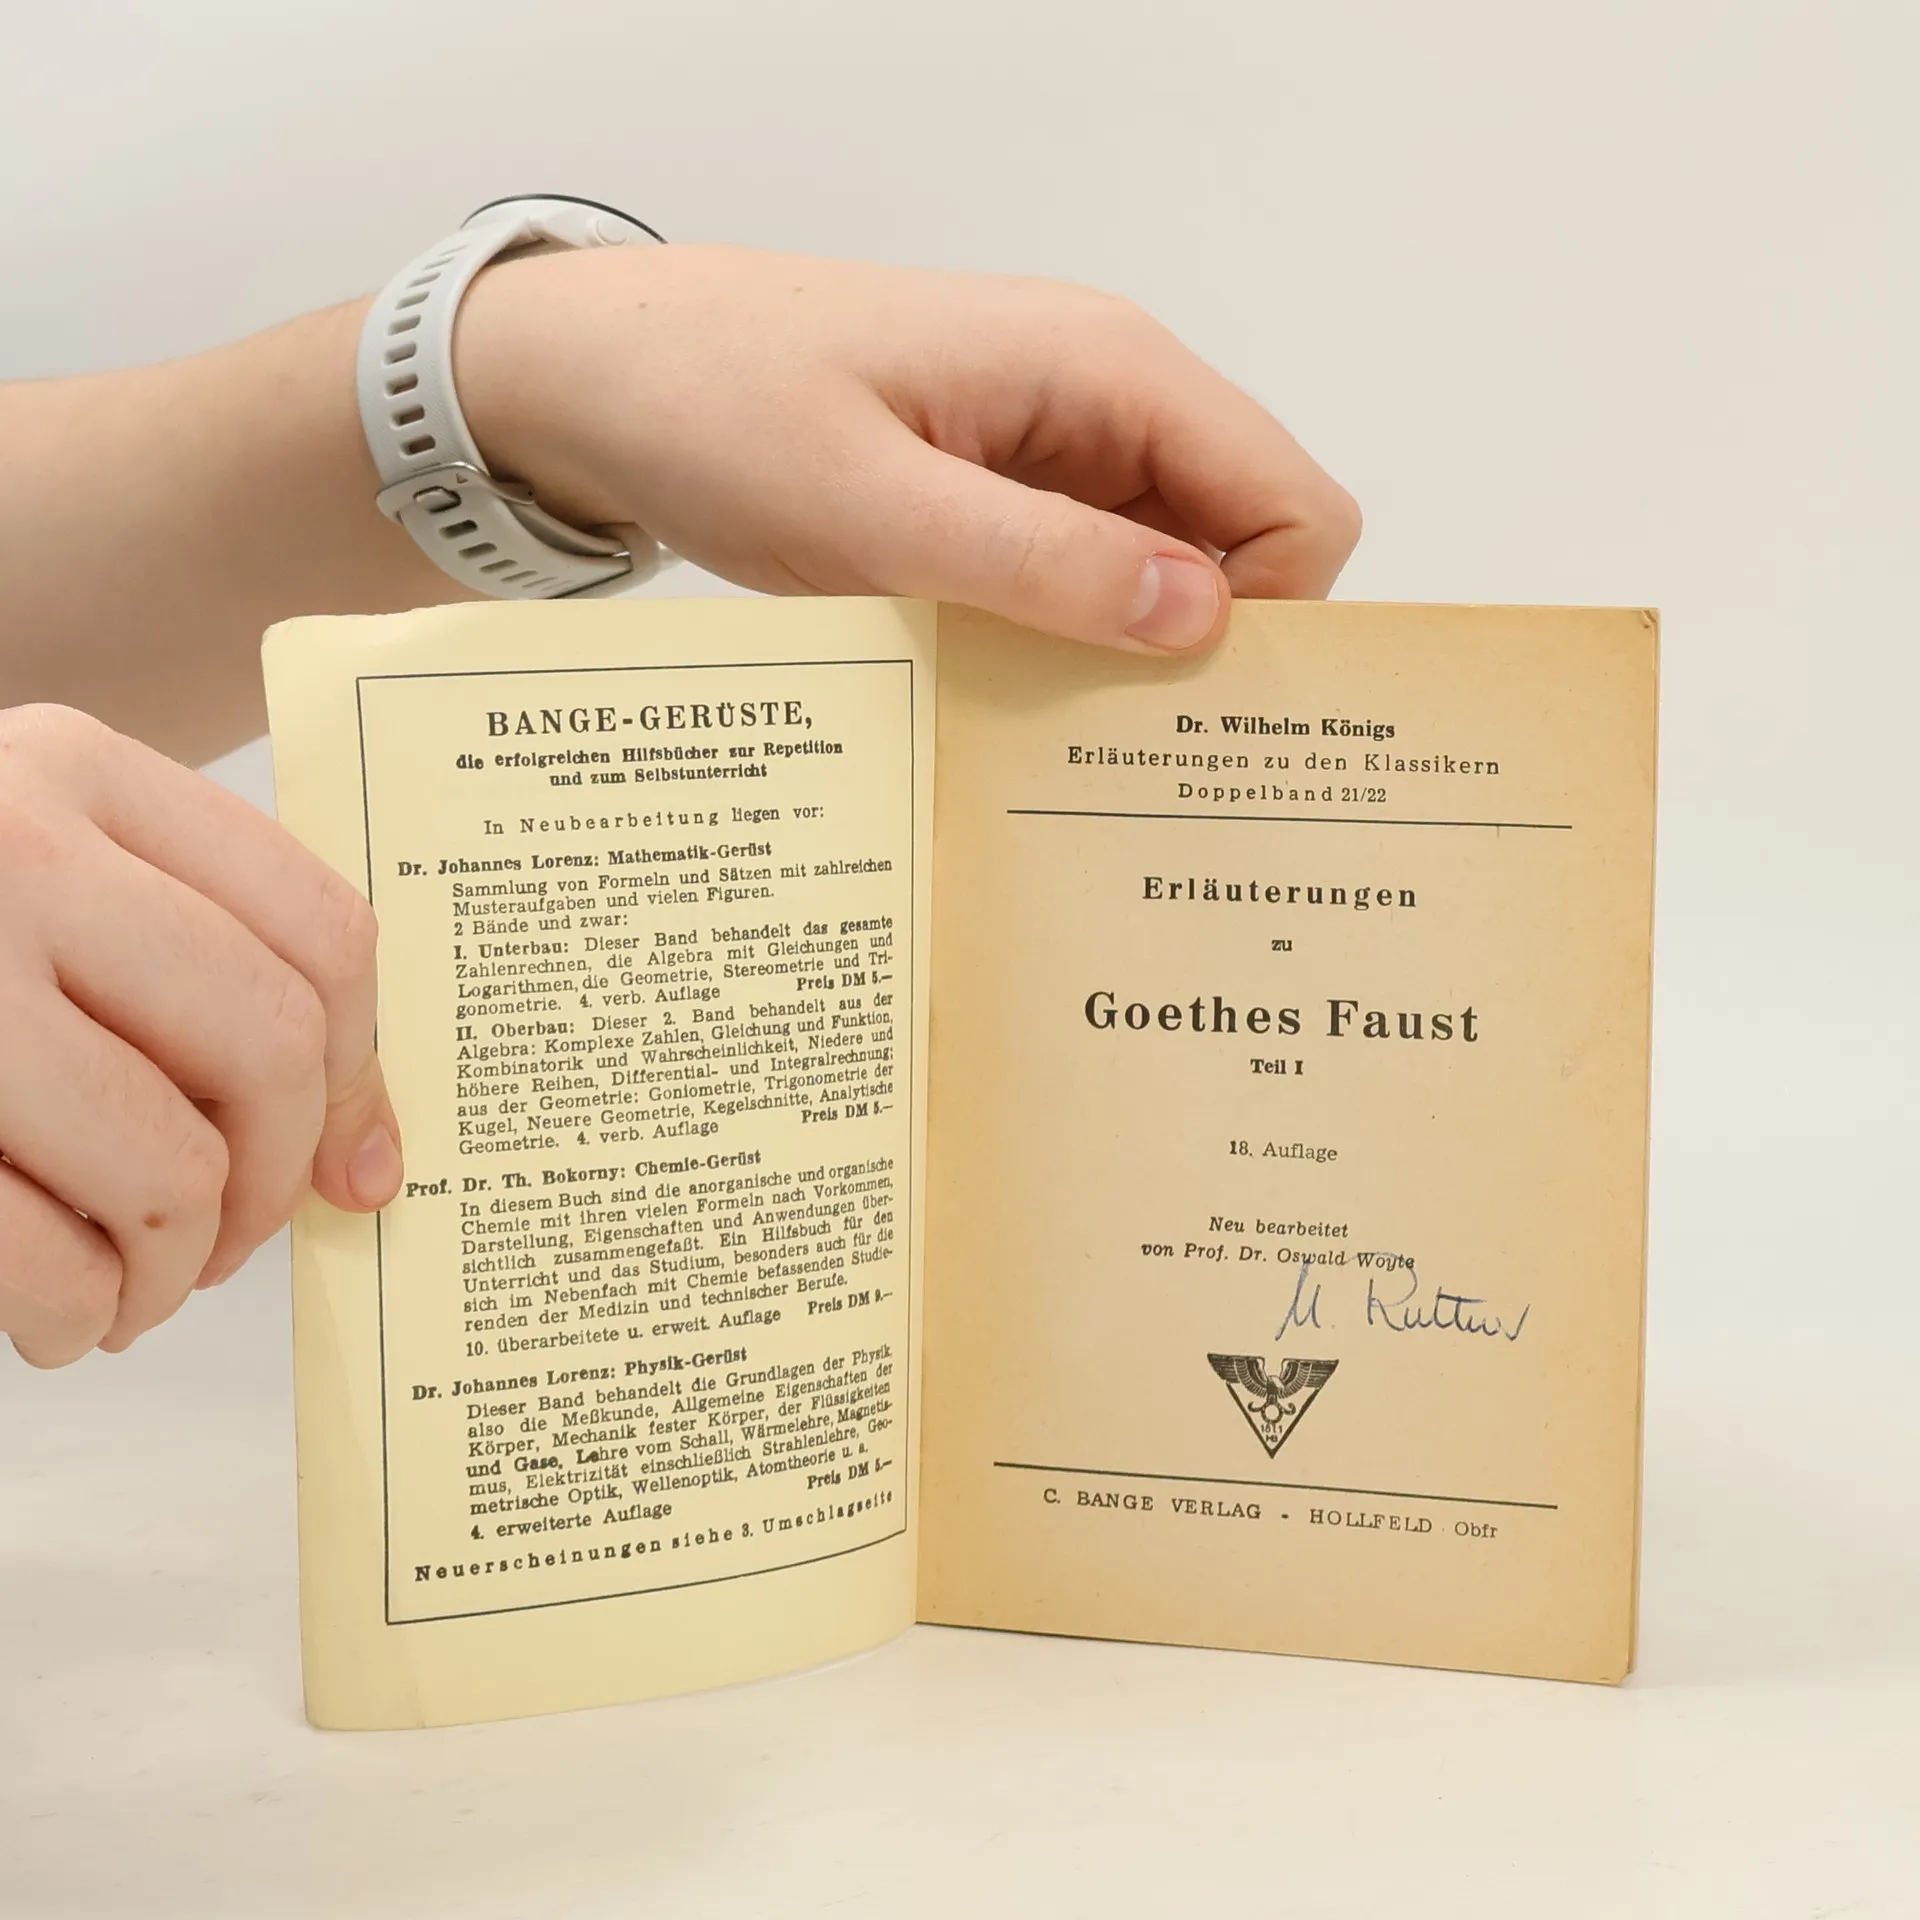 BANGE-GERÜSTE,
die erfolgreichen Hilfsbücher zur Repetition
und zum Selbstunterricht
In Neubearbeitung liegen vor:
Dr. Johannes Lorenz: Mathematik-Gerüst
Sammlung von Formeln und Sätzen mit zahlreichen
Musteraufgaben und vielen Figuren.
2 Bände und zwar:
I. Unterbau: Dieser Band behandelt das gesamte
Zahlenrechnen, die Algebra mit Gleichungen und
Logarithmen, die Geometrie, Stereometrie und Tri-
gonometrie. 4. verb. Auflage Preis DM 5.—
II. Oberbau: Dieser 2. Band behandelt aus der
Algebra: Komplexe Zahlen, Gleichung und Funktion,
Kombinatorik und Wahrscheinlichkeit, Niedere und
höhere Reihen, Differential- und Integralrechnung;
aus der Geometrie: Goniometrie, Trigonometrie der
Kugel, Neuere Geometrie, Kegelschnitte, Analytische
Geometrie. 4. verb. Auflage Preis DM 5.—
Prof. Dr. Th. Bokorny: Chemie-Gerüst
In diesem Buch sind die anorganische und organische
Chemie mit ihren vielen Formeln nach Vorkommen,
Darstellung, Eigenschaften und Anwendungen über-
sichtlich zusammengefaßt. Ein Hilfsbuch für den
Unterricht und das Studium, besonders auch für die
sich im Nebenfach mit Chemie befassenden Studie-
renden der Medizin und technischer Berufe.
10. überarbeitete u. erweit. Auflage Preis DM 9.—
Dr. Johannes Lorenz: Physik-Gerüst
Dieser Band behandelt die Grundlagen der Physik,
also die Meßkunde, Allgemeine Eigenschaften der
Körper, Mechanik fester Körper, der Flüssigkeiten
und Gase, Lehre vom Schall, Wärmelehre, Magnetis-
mus, Elektrizität einschließlich Strahlenlehre, Geo-
metrische Optik, Wellenoptik, Atomtheorie u. a.
4. erweiterte Auflage Preis DM 5.—
Neuerscheinungen siehe 3. Umschlagseite
Dr. Wilhelm Königs
Erläuterungen zu den Klassikern
Doppelband 21/22
Erläuterungen
zu
Goethes Faust
Teil I
18. Auflage
Neu bearbeitet
von Prof. Dr. Oswald Woyte
M.
1871
HB
C. BANGE VERLAG - HOLLFELD Obfr